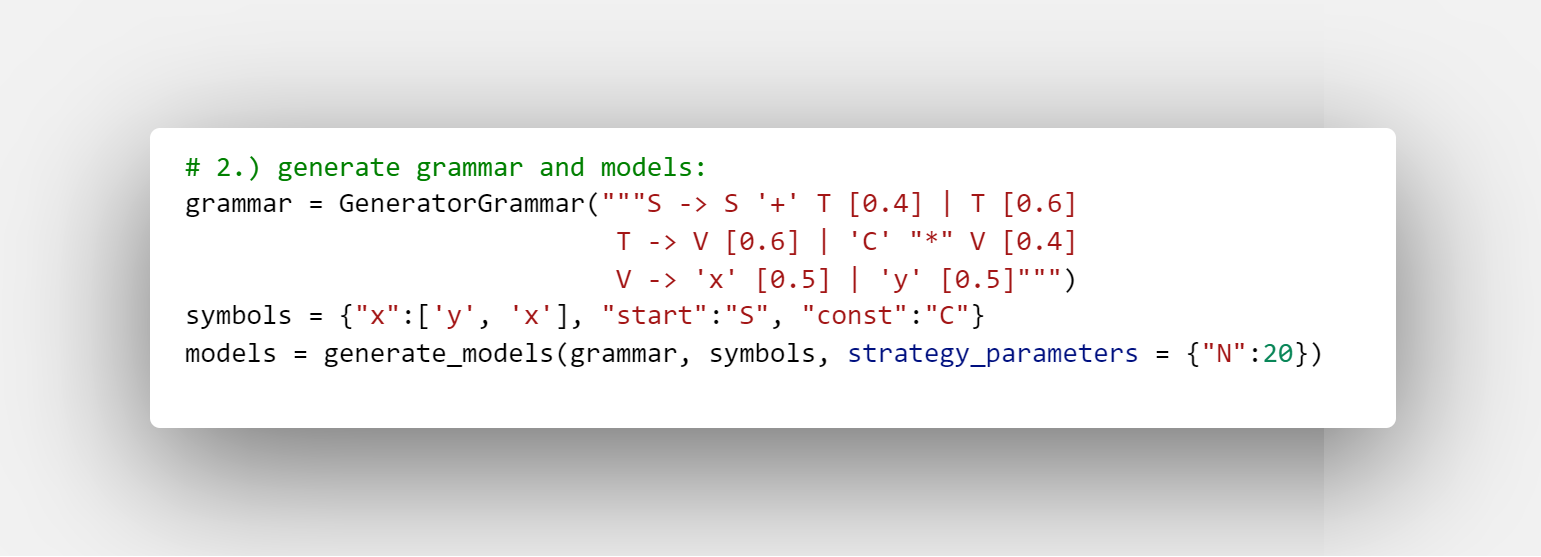 # 2.) generate grammar and models:
grammar = GeneratorGrammar("""S -> S '+' T [0.4] | T [0.6]
                            T -> V [0.6] | 'C' "*" V [0.4]
                            V -> 'x' [0.5] | 'y' [0.5]""")
symbols = {"x":['y', 'x'], "start":"S", "const":"C"}
models = generate_models(grammar, symbols, strategy_parameters = {"N":20})